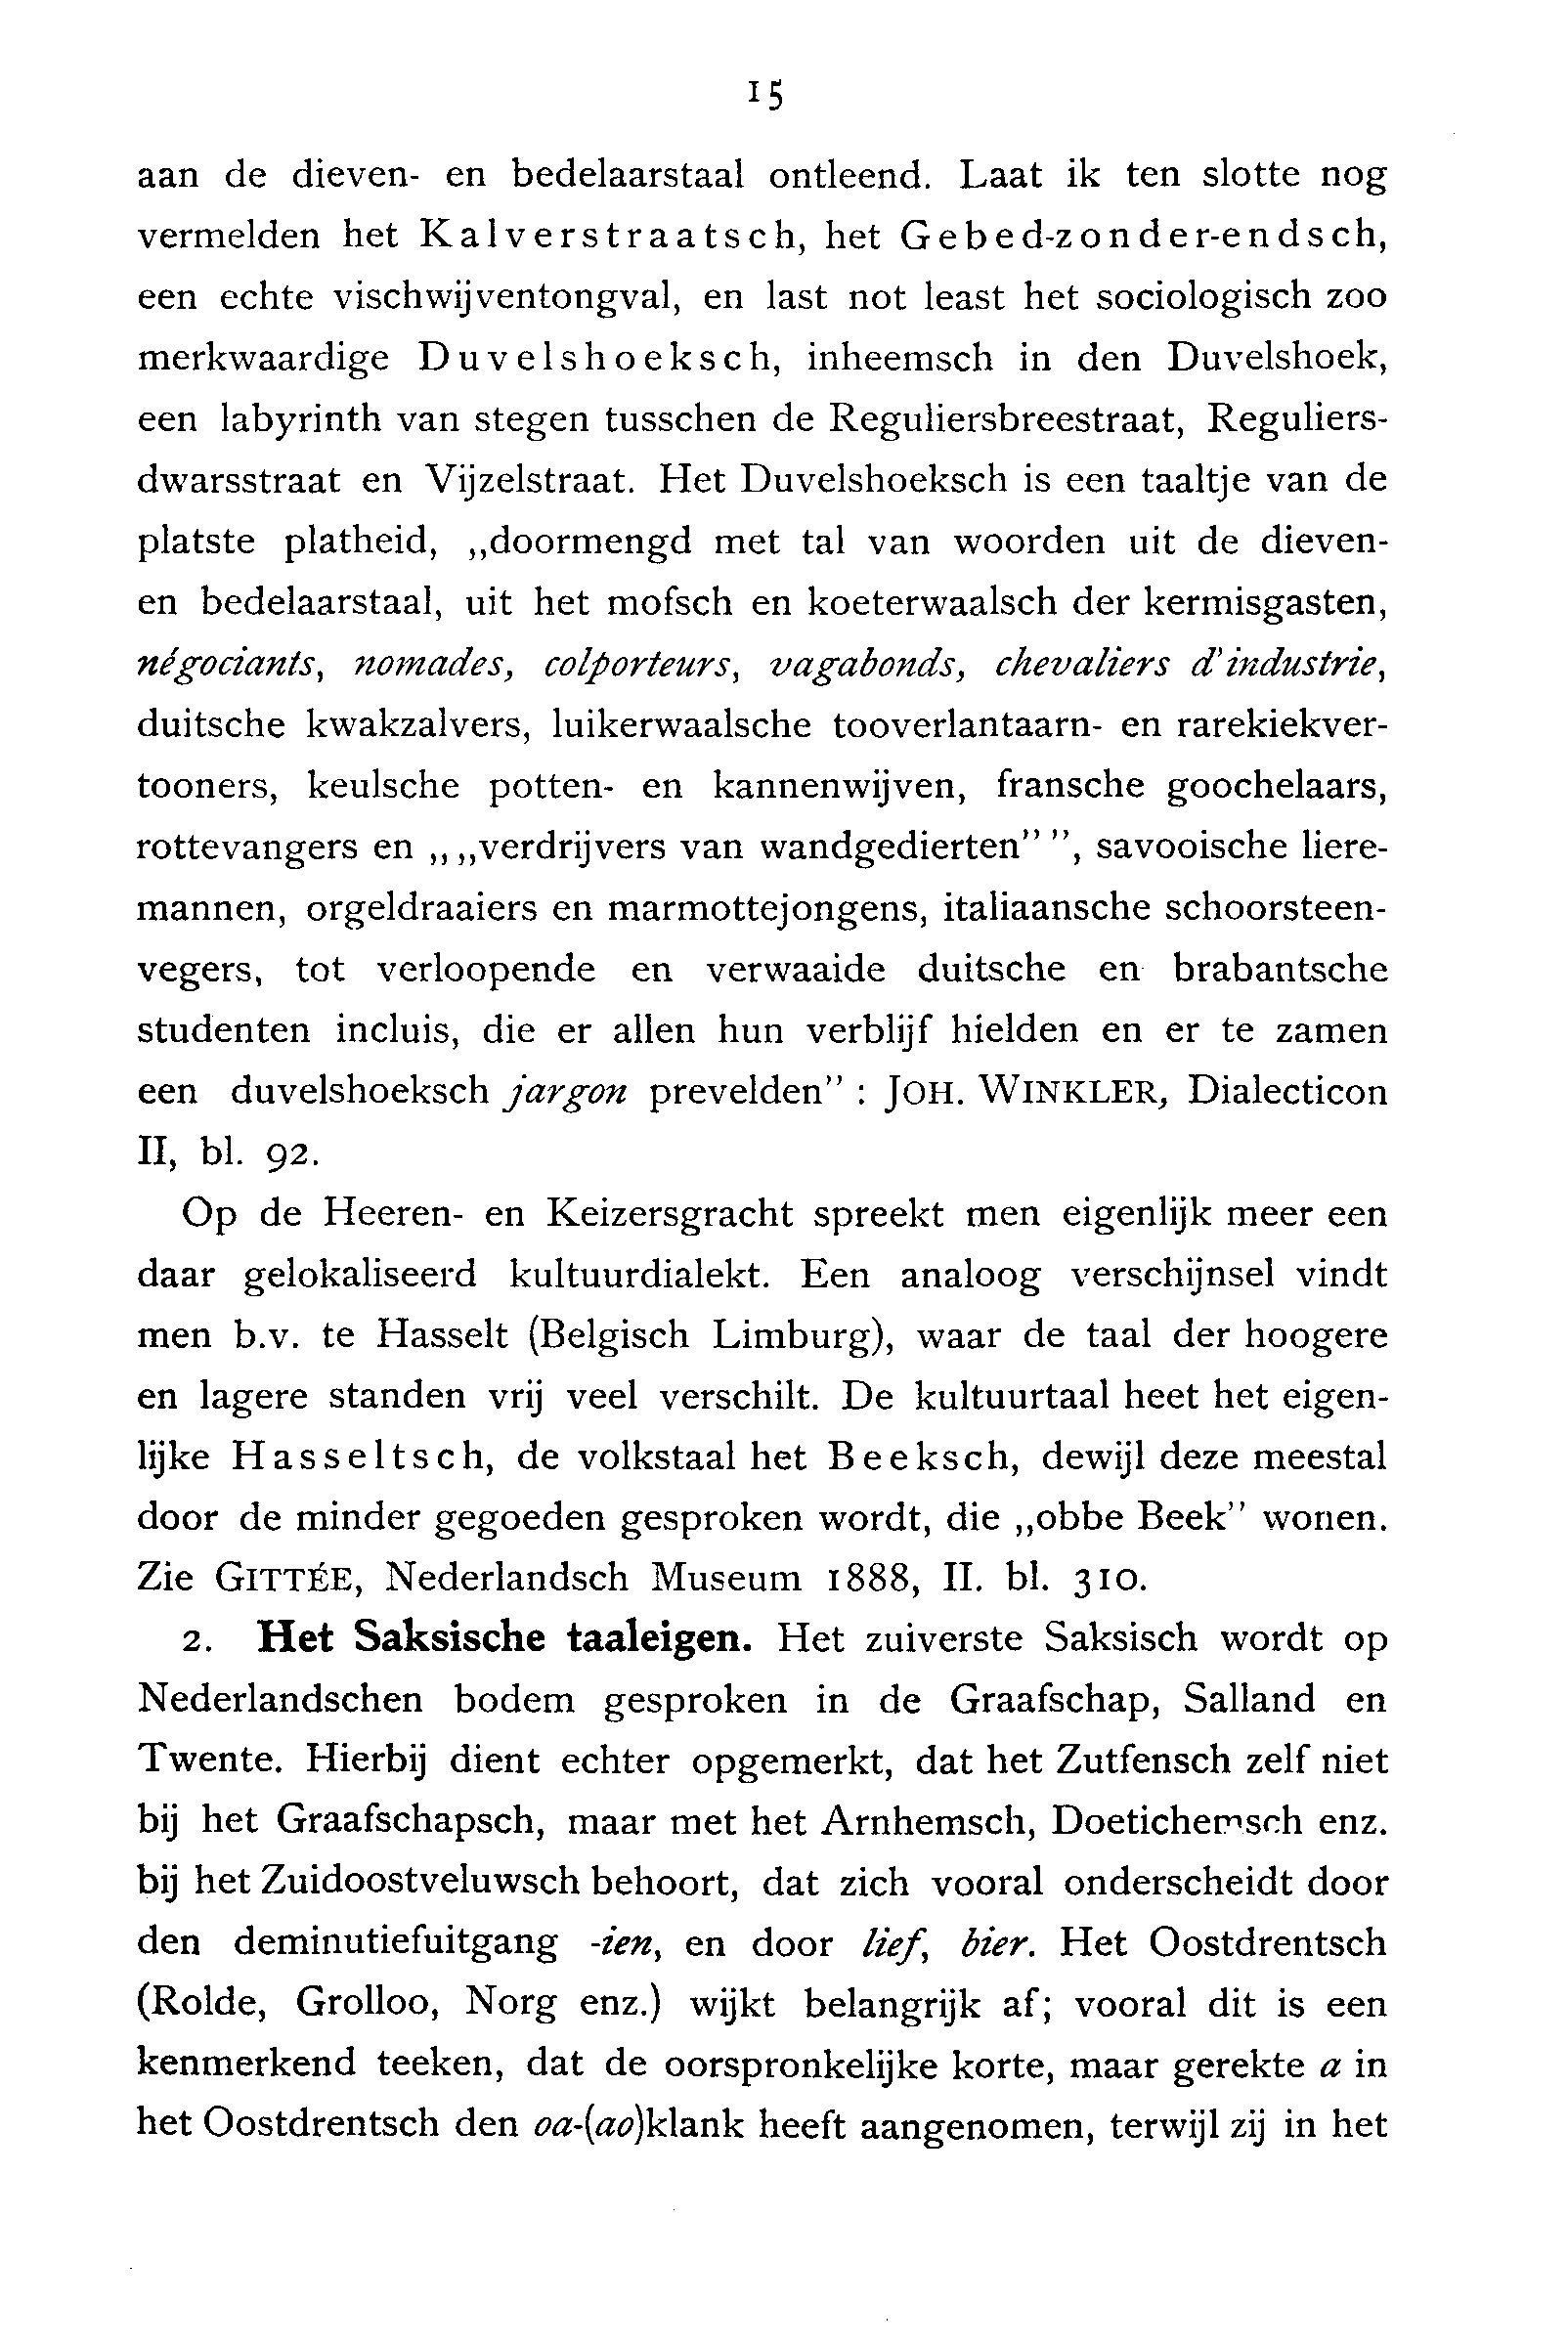 15
aan de dieven- en bedelaarstaal ontleend. Laat ik ten slotte nog
vermelden het Kalverstraatsch, het Gebed-zonder-endsch,
een echte vischwijventongval, en last not least het sociologisch zoo
merkwaardige Duvelshoeksch, inheemsch in den Duvelshoek,
een labyrinth van stegen tusschen de Reguliersbreestraat, Reguliers-
dwarsstraat en Vijzelstraat. Het Duvelshoeksch is een taaltje van de
platste platheid, „doormengd met tal van woorden uit de dieven-
en bedelaarstaal, uit het mofsch en koeterwaalsch der kermisgasten,
négociants, nomades, colporteurs, vagabonds, chevaliers d'industrie,
duitsche kwakzalvers, luikerwaalsche tooverlantaarn- en rarekiekver-
tooners, keulsche potten- en kannenwijven, fransche goochelaars,
rottevangers en „ „verdrijvers van wandgedierten” ”, savooische liere-
mannen, orgeldraaiers en marmottejongens, italiaansche schoorsteen-
vegers, tot verloopende en verwaaide duitsche en brabantsche
studenten incluis, die er allen hun verblijf hielden en er te zamen
een duvelshoeksch jargon prevelden” : JOH. WINKLER, Dialecticon
II, bl. 92.
Op de Heeren- en Keizersgracht spreekt men eigenlijk meer een
daar gelokaliseerd kultuurdialekt. Een analoog verschijnsel vindt
men b.v. te Hasselt (Belgisch Limburg), waar de taal der hoogere
en lagere standen vrij veel verschilt. De kultuurtaal heet het eigen-
lijke Hasseltsch, de volkstaal het Beeksch, dewijl deze meestal
door de minder gegoeden gesproken wordt, die „obbe Beek” wonen.
Zie GITTÉE, Nederlandsch Museum 1888, II. bl. 310.
2. Het Saksische taaleigen. Het zuiverste Saksisch wordt op
Nederlandschen bodem gesproken in de Graafschap, Salland en
Twente. Hierbij dient echter opgemerkt, dat het Zutfensch zelf niet
bij het Graafschapsch, maar met het Arnhemsch, Doetichemsch enz.
bij het Zuidoostveluwsch behoort, dat zich vooral onderscheidt door
den deminutiefuitgang -ien, en door lief, bier. Het Oostdrentsch
(Rolde, Grolloo, Norg enz.) wijkt belangrijk af; vooral dit is een
kenmerkend teeken, dat de oorspronkelijke korte, maar gerekte a in
het Oostdrentsch den oa-(ao)klank heeft aangenomen, terwijl zij in het